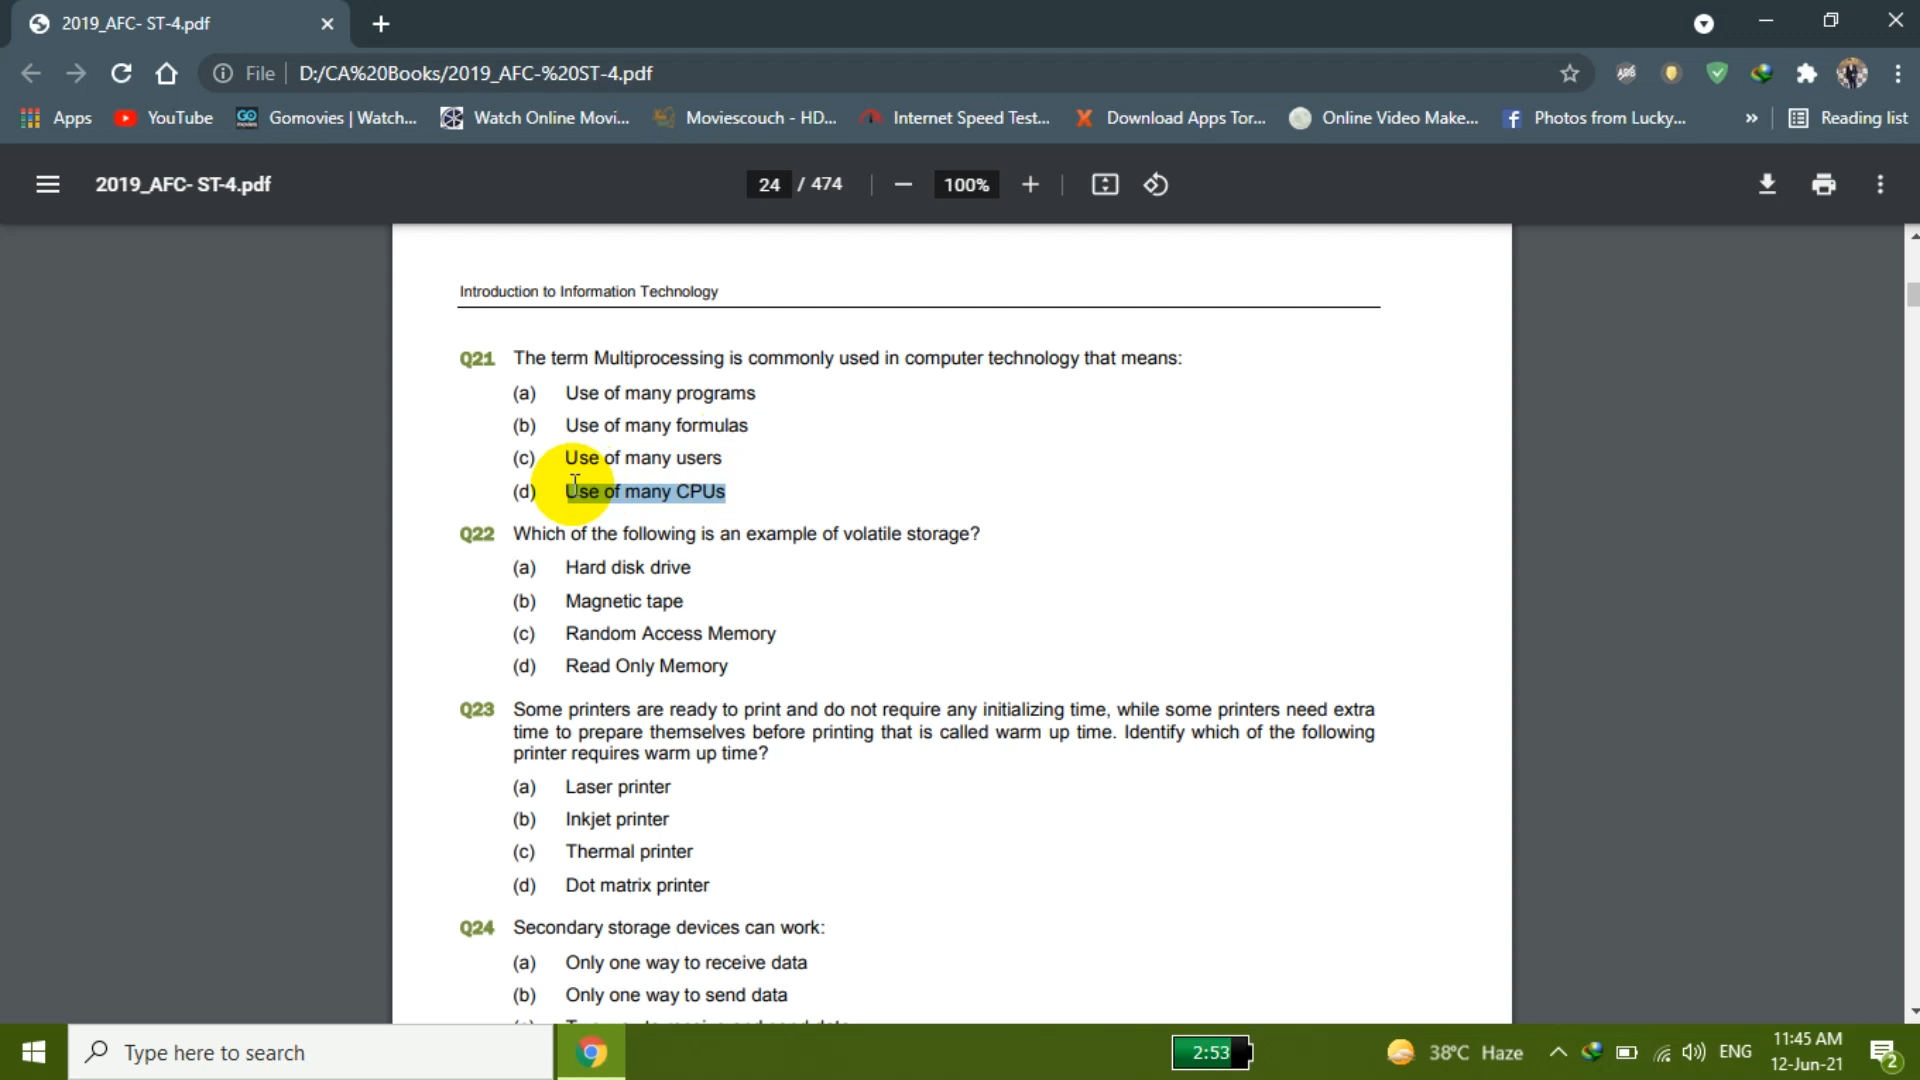 2019_AFC- ST-4.pdf
File D:/CA%20Books/2019_AFC-%20ST-4.pdf
Apps YouTube Gomovies | Watch... Watch Online Movi... Moviescouch - HD... Internet Speed Test... Download Apps Tor... Online Video Make... Photos from Lucky... » Reading list
2019_AFC- ST-4.pdf 24 / 474 100%
Introduction to Information Technology
Q21 The term Multiprocessing is commonly used in computer technology that means:
(a) Use of many programs
(b) Use of many formulas
(c) Use of many users
(d) Use of many CPUs
Q22 Which of the following is an example of volatile storage?
(a) Hard disk drive
(b) Magnetic tape
(c) Random Access Memory
(d) Read Only Memory
Q23 Some printers are ready to print and do not require any initializing time, while some printers need extra
time to prepare themselves before printing that is called warm up time. Identify which of the following
printer requires warm up time?
(a) Laser printer
(b) Inkjet printer
(c) Thermal printer
(d) Dot matrix printer
Q24 Secondary storage devices can work:
(a) Only one way to receive data
(b) Only one way to send data
Type here to search 2:53 38°C Haze ENG 11:45 AM
12-Jun-21 2